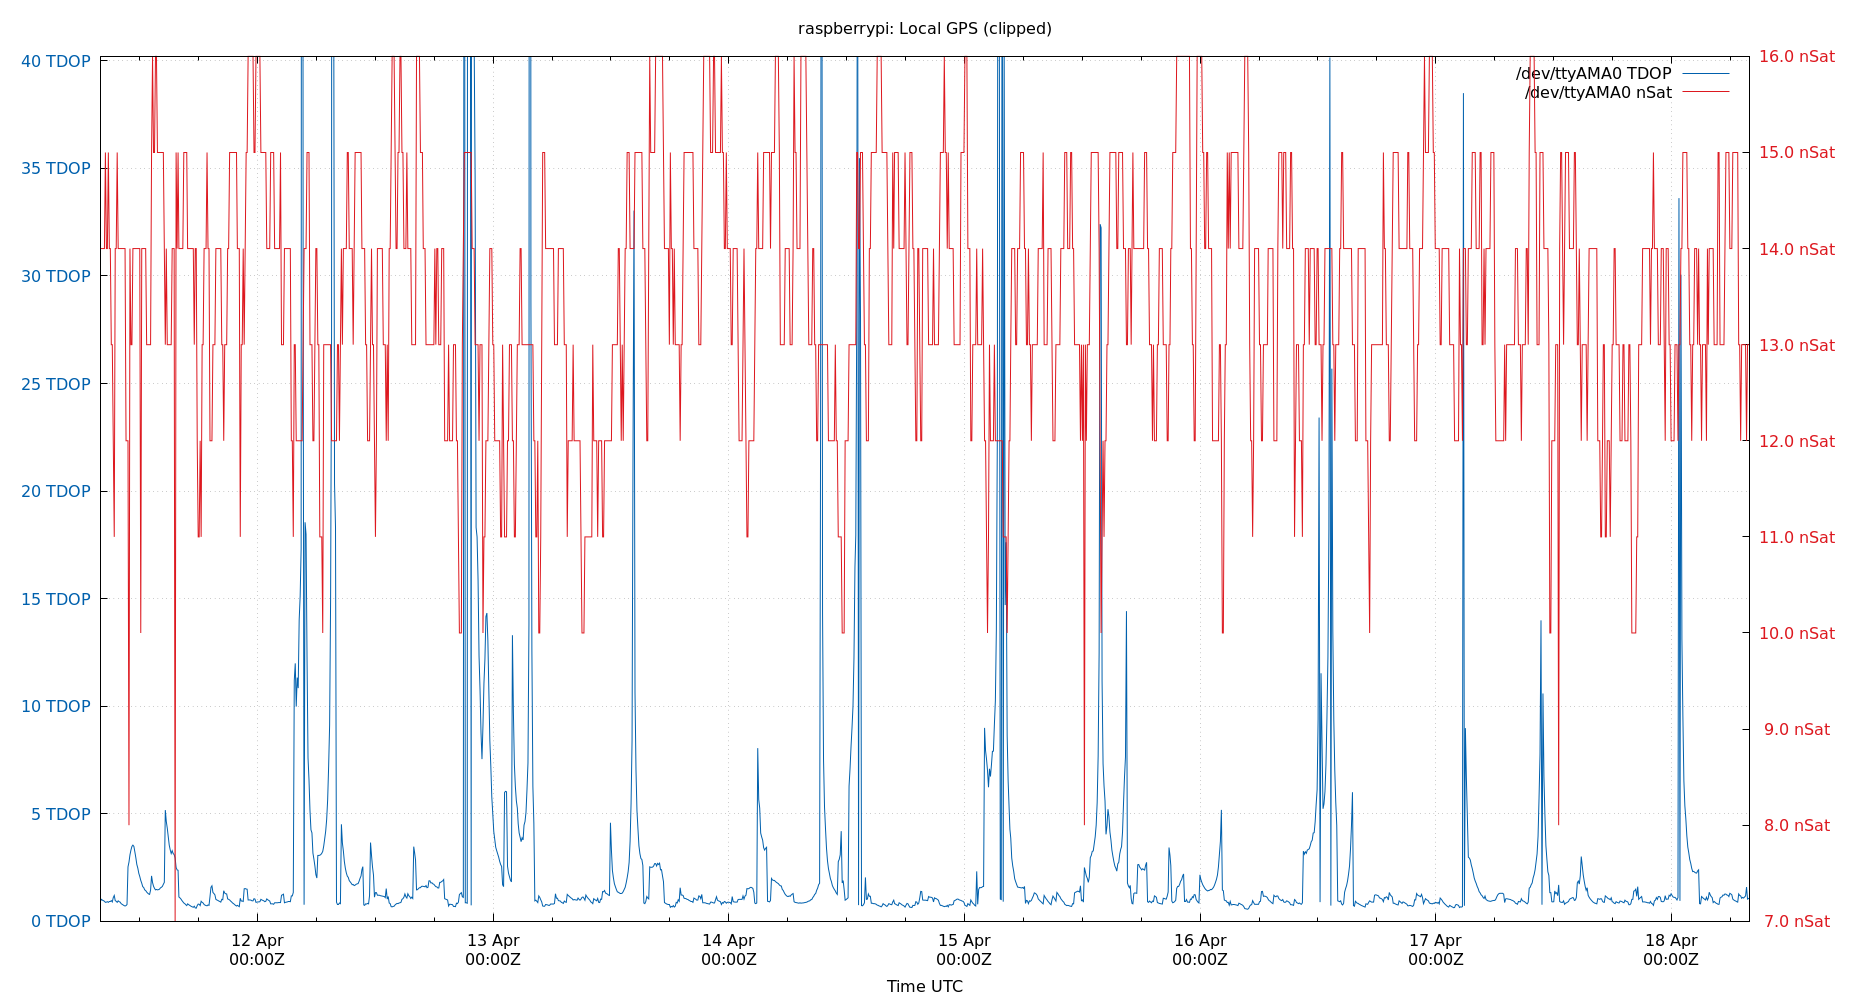 raspberrypi: Local GPS (clipped)
40 TDOP
35 TDOP
30 TDOP
25 TDOP
20 TDOP
15 TDOP
10 TDOP
5 TDOP
0 TDOP
16.0 nSat
15.0 nSat
14.0 nSat
13.0 nSat
12.0 nSat
11.0 nSat
10.0 nSat
9.0 nSat
8.0 nSat
7.0 nSat
/dev/ttyAMA0 TDOP
/dev/ttyAMA0 nSat
12 Apr
00:00Z
13 Apr
00:00Z
14 Apr
00:00Z
15 Apr
00:00Z
16 Apr
00:00Z
17 Apr
00:00Z
18 Apr
00:00Z
Time UTC